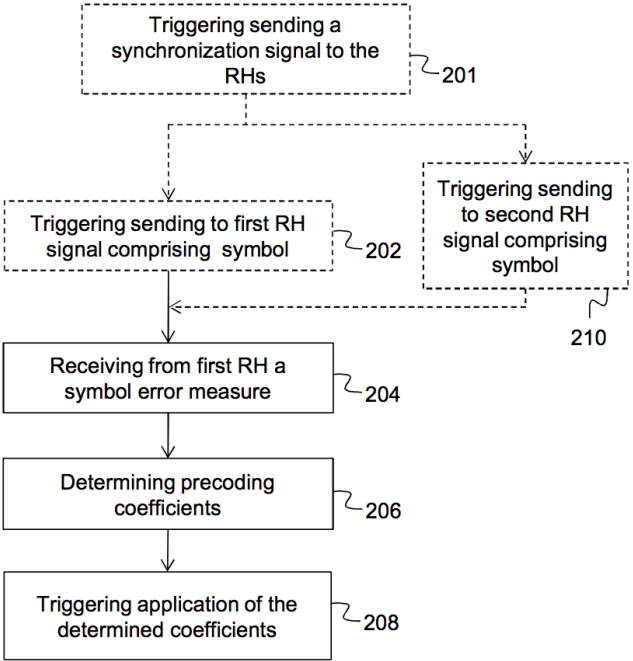 Triggering sending a
synchronization signal to the
RHs
201
Triggering sending to first RH
signal comprising symbol
202
Triggering sending
to second RH
signal comprising
symbol
210
Receiving from first RH a
symbol error measure
204
Determining precoding
coefficients
206
Triggering application of the
determined coefficients
208